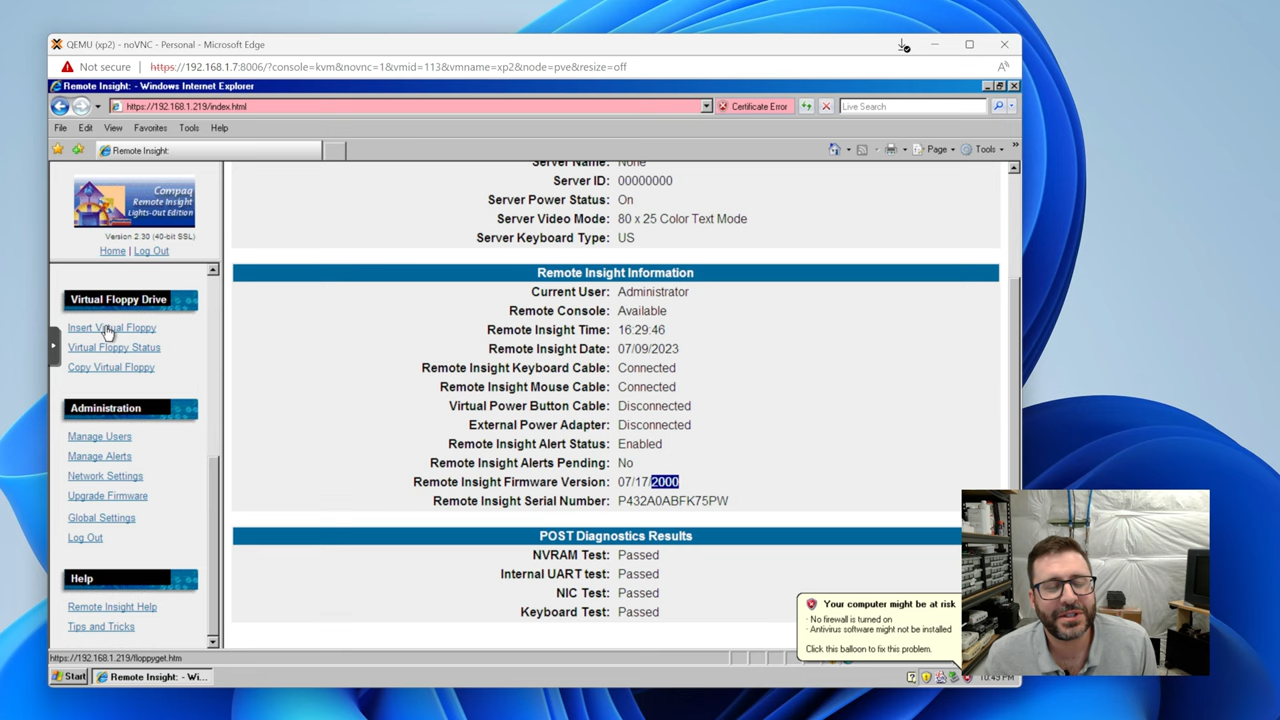 QEMU (xp2) - noVNC - Personal - Microsoft Edge
Not secure
https://192.168.1.7:8006/?console=kvm&novnc=1&vmid=113&vmname=xp2&node=pve&resize=off
Remote Insight: - Windows Internet Explorer
https://192.168.1.219/index.html
Certificate Error
Live Search
File Edit View Favorites Tools Help
Remote Insight:
Page Tools
Compaq
Remote Insight
Lights-Out Edition
Version 2.30 (40-bit SSL)
Home | Log Out
Virtual Floppy Drive
Insert Virtual Floppy
Virtual Floppy Status
Copy Virtual Floppy
Administration
Manage Users
Manage Alerts
Network Settings
Upgrade Firmware
Global Settings
Log Out
Help
Remote Insight Help
Tips and Tricks
Server Name: None
Server ID: 00000000
Server Power Status: On
Server Video Mode: 80 x 25 Color Text Mode
Server Keyboard Type: US
Remote Insight Information
Current User: Administrator
Remote Console: Available
Remote Insight Time: 16:29:46
Remote Insight Date: 07/09/2023
Remote Insight Keyboard Cable: Connected
Remote Insight Mouse Cable: Connected
Virtual Power Button Cable: Disconnected
External Power Adapter: Disconnected
Remote Insight Alert Status: Enabled
Remote Insight Alerts Pending: No
Remote Insight Firmware Version: 07/17/2000
Remote Insight Serial Number: P432A0ABFK75PW
POST Diagnostics Results
NVRAM Test: Passed
Internal UART test: Passed
NIC Test: Passed
Keyboard Test: Passed
Your computer might be at risk
· No firewall is turned on
· Antivirus software might not be installed
Click this balloon to fix this problem.
https://192.168.1.219/floppyget.htm
Start
Remote Insight: - Wi...
10:49 PM